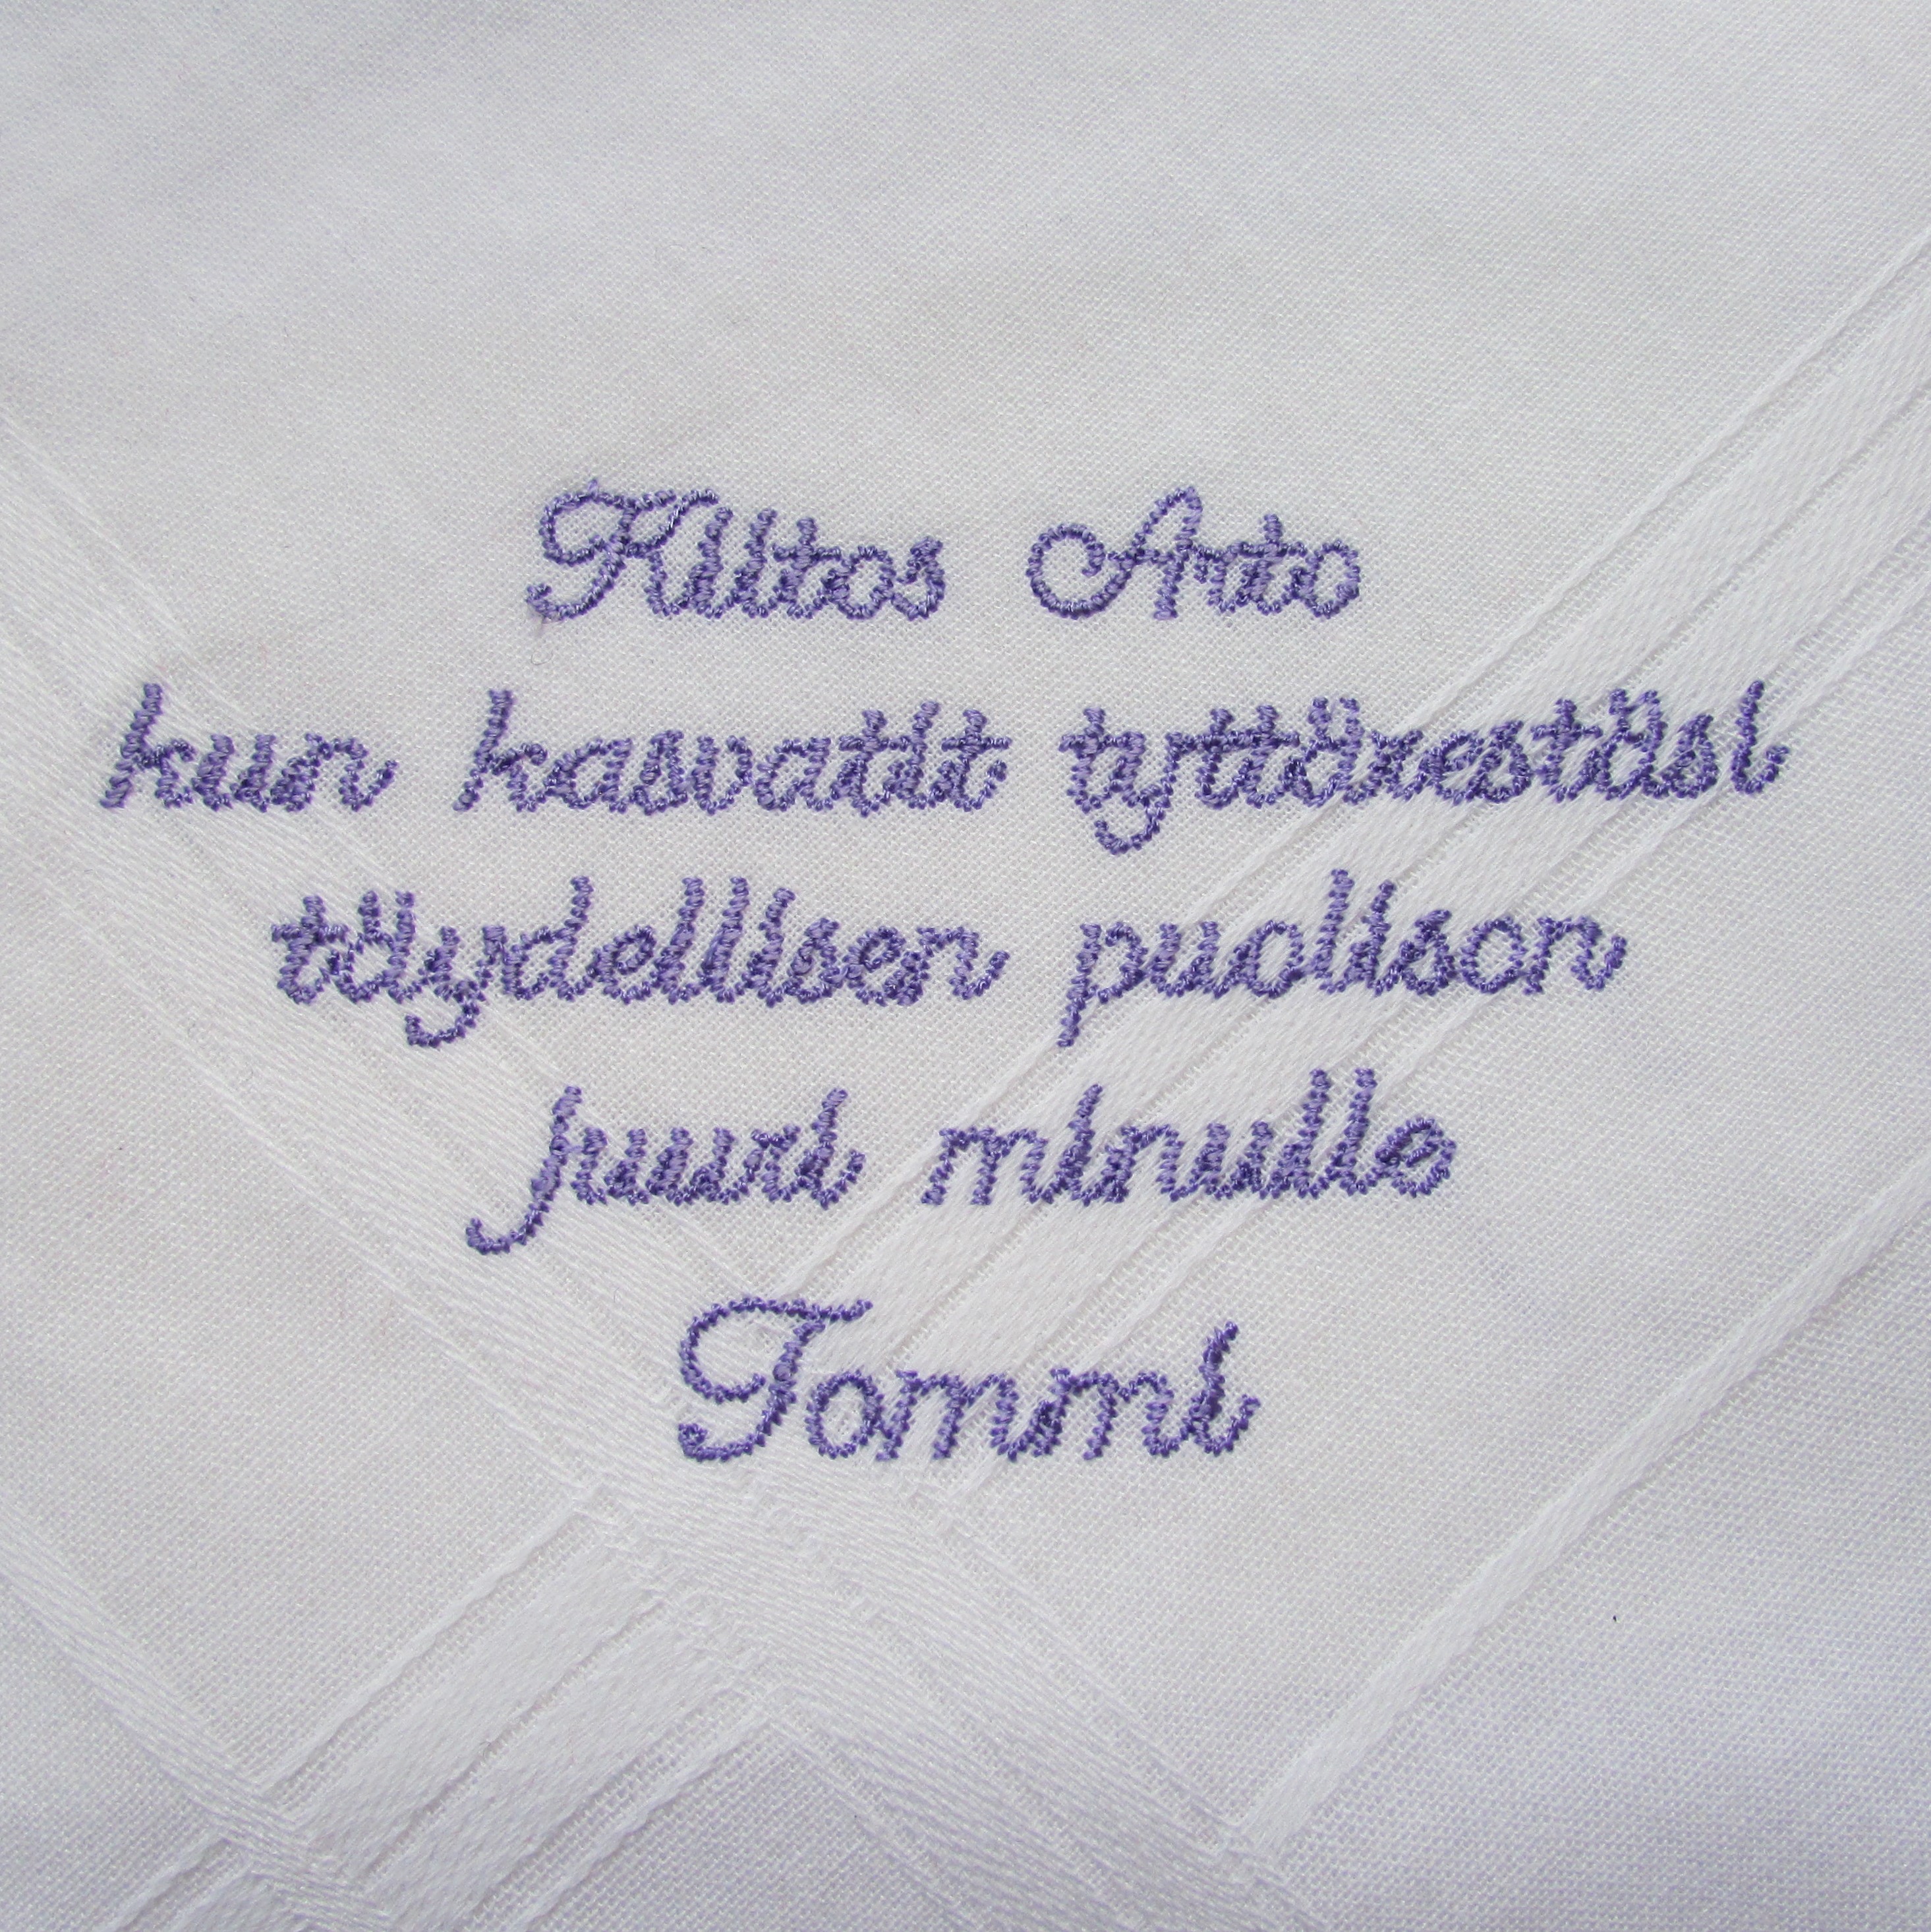 Kiitos Arto
kun kasvatit tyttärestäsi
täydellisen puolison
juuri minulle
Tommi